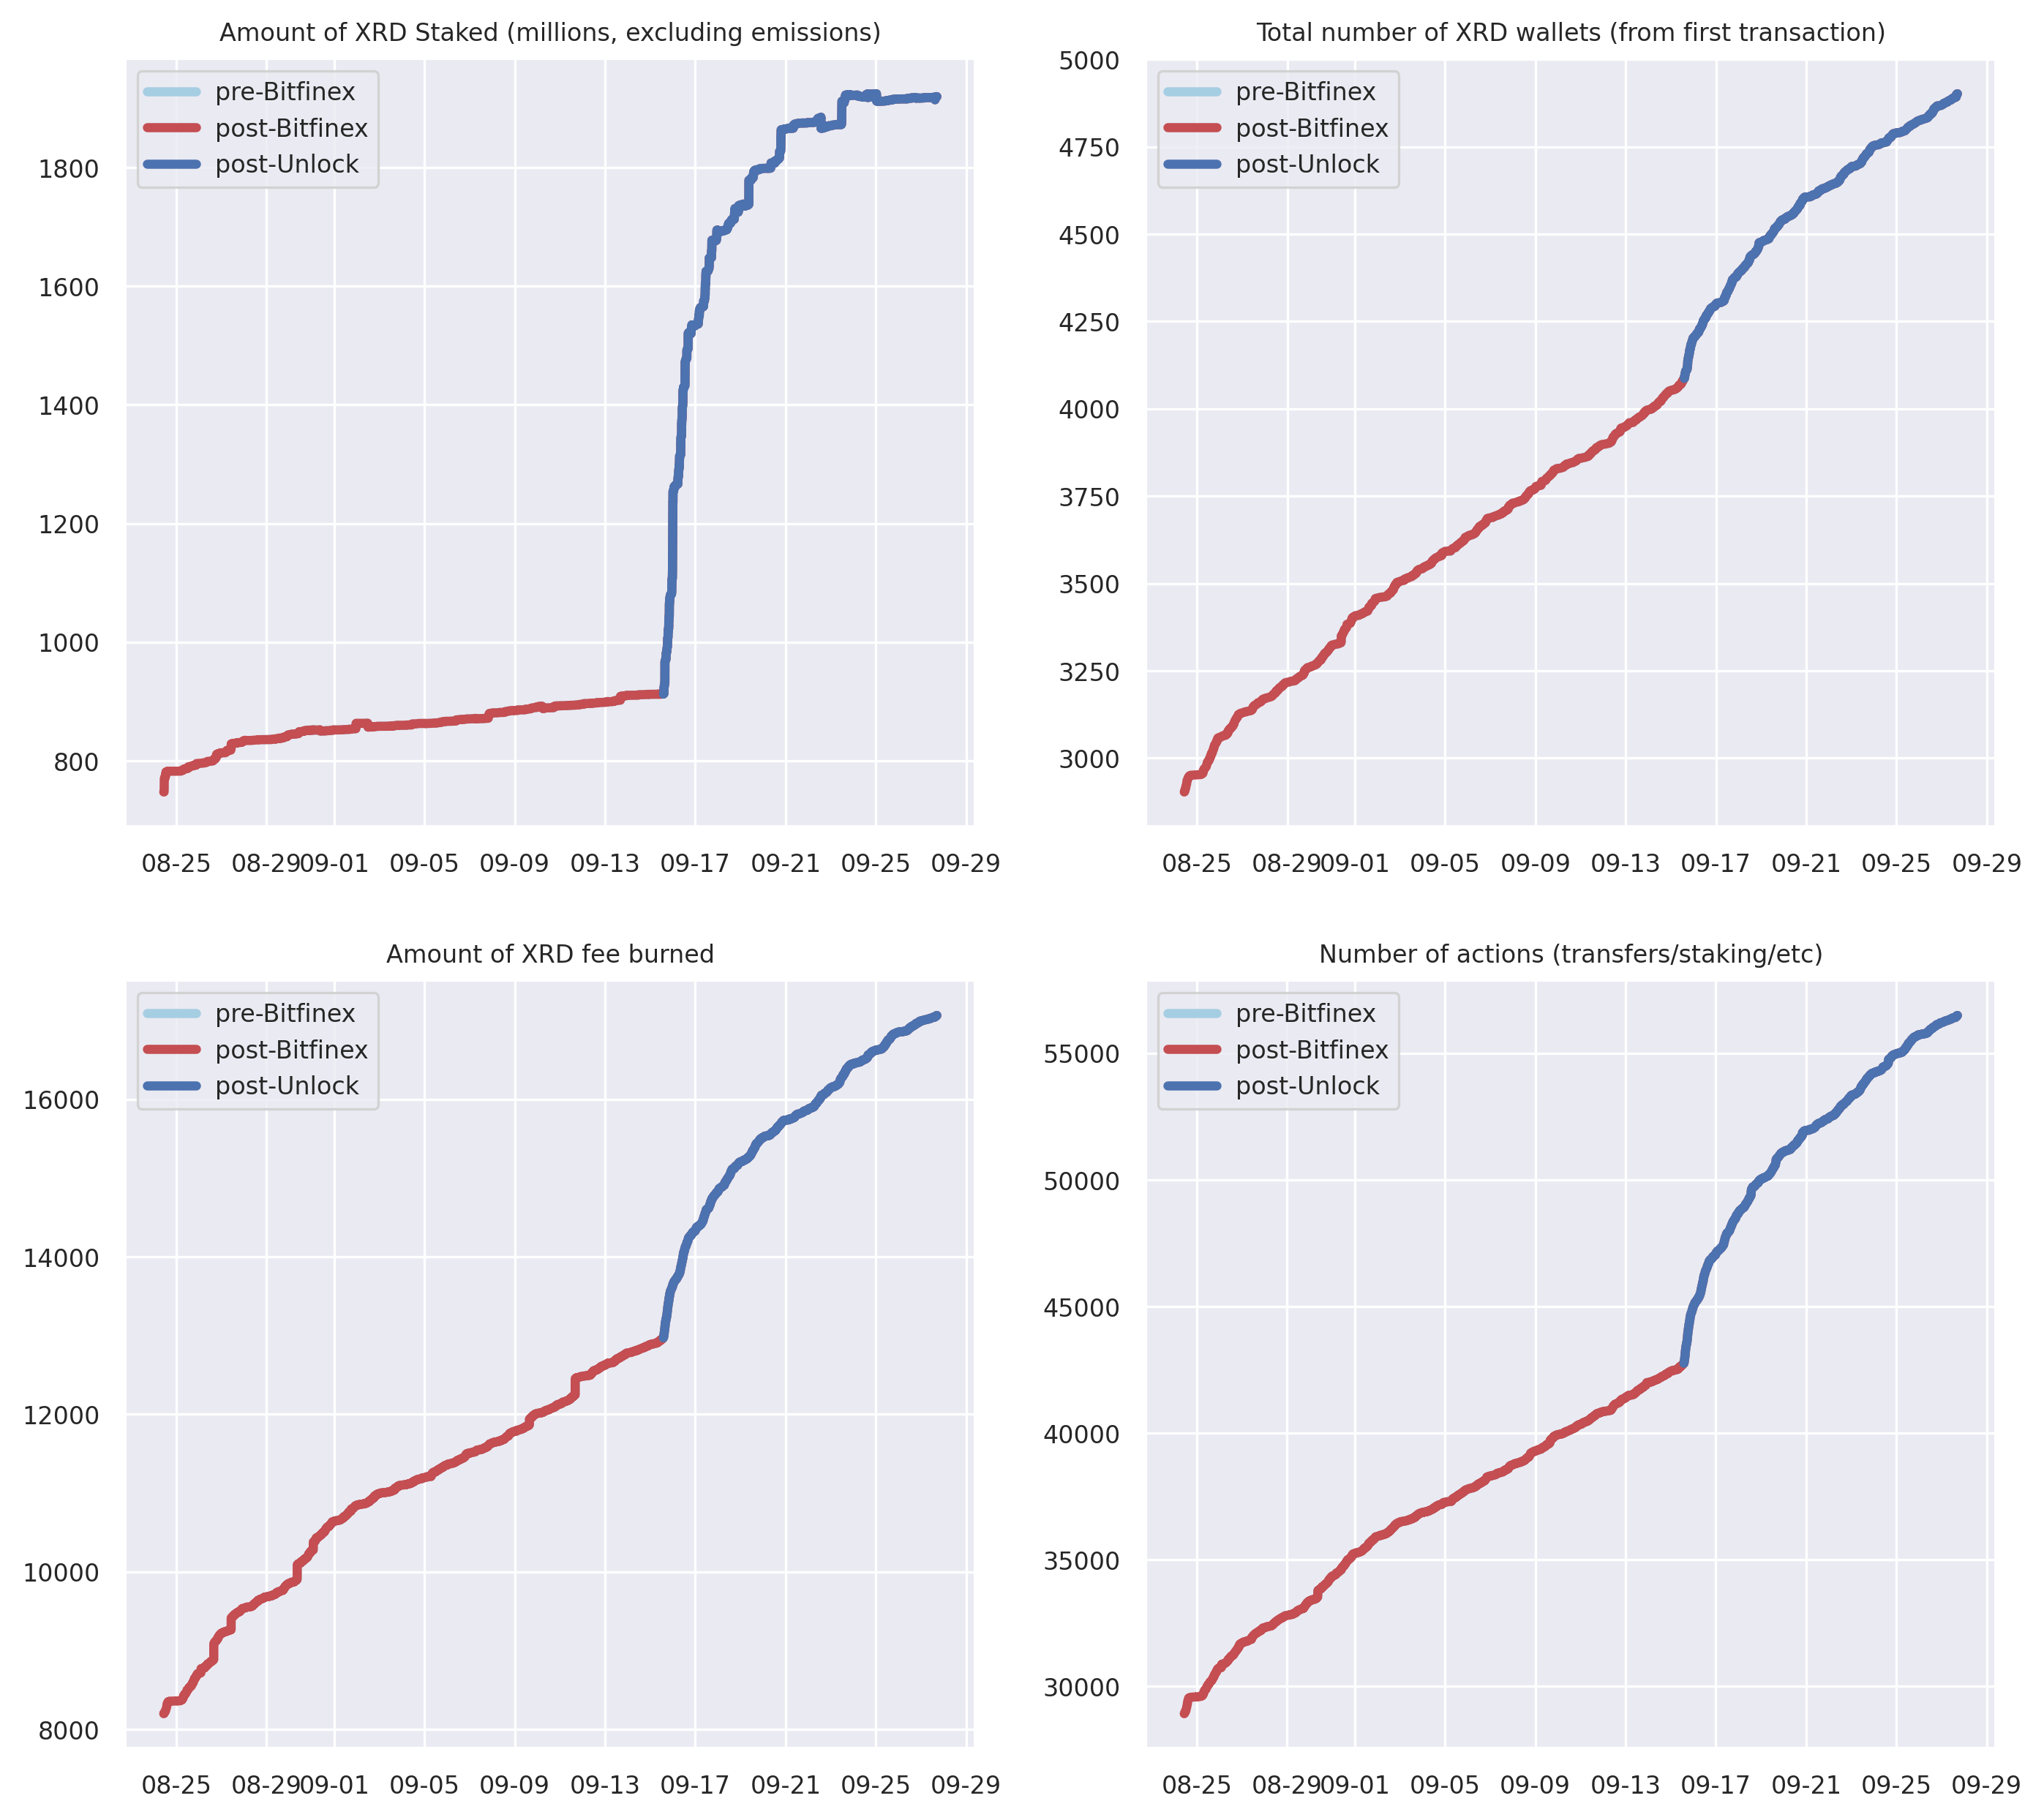 Amount of XRD Staked (millions, excluding emissions)
pre-Bitfinex
post-Bitfinex
post-Unlock
1800
1600
1400
1200
1000
800
08-25 08-29 09-01 09-05 09-09 09-13 09-17 09-21 09-25 09-29
Total number of XRD wallets (from first transaction)
pre-Bitfinex
post-Bitfinex
post-Unlock
5000
4750
4500
4250
4000
3750
3500
3250
3000
08-25 08-29 09-01 09-05 09-09 09-13 09-17 09-21 09-25 09-29
Amount of XRD fee burned
pre-Bitfinex
post-Bitfinex
post-Unlock
16000
14000
12000
10000
8000
08-25 08-29 09-01 09-05 09-09 09-13 09-17 09-21 09-25 09-29
Number of actions (transfers/staking/etc)
pre-Bitfinex
post-Bitfinex
post-Unlock
55000
50000
45000
40000
35000
30000
08-25 08-29 09-01 09-05 09-09 09-13 09-17 09-21 09-25 09-29